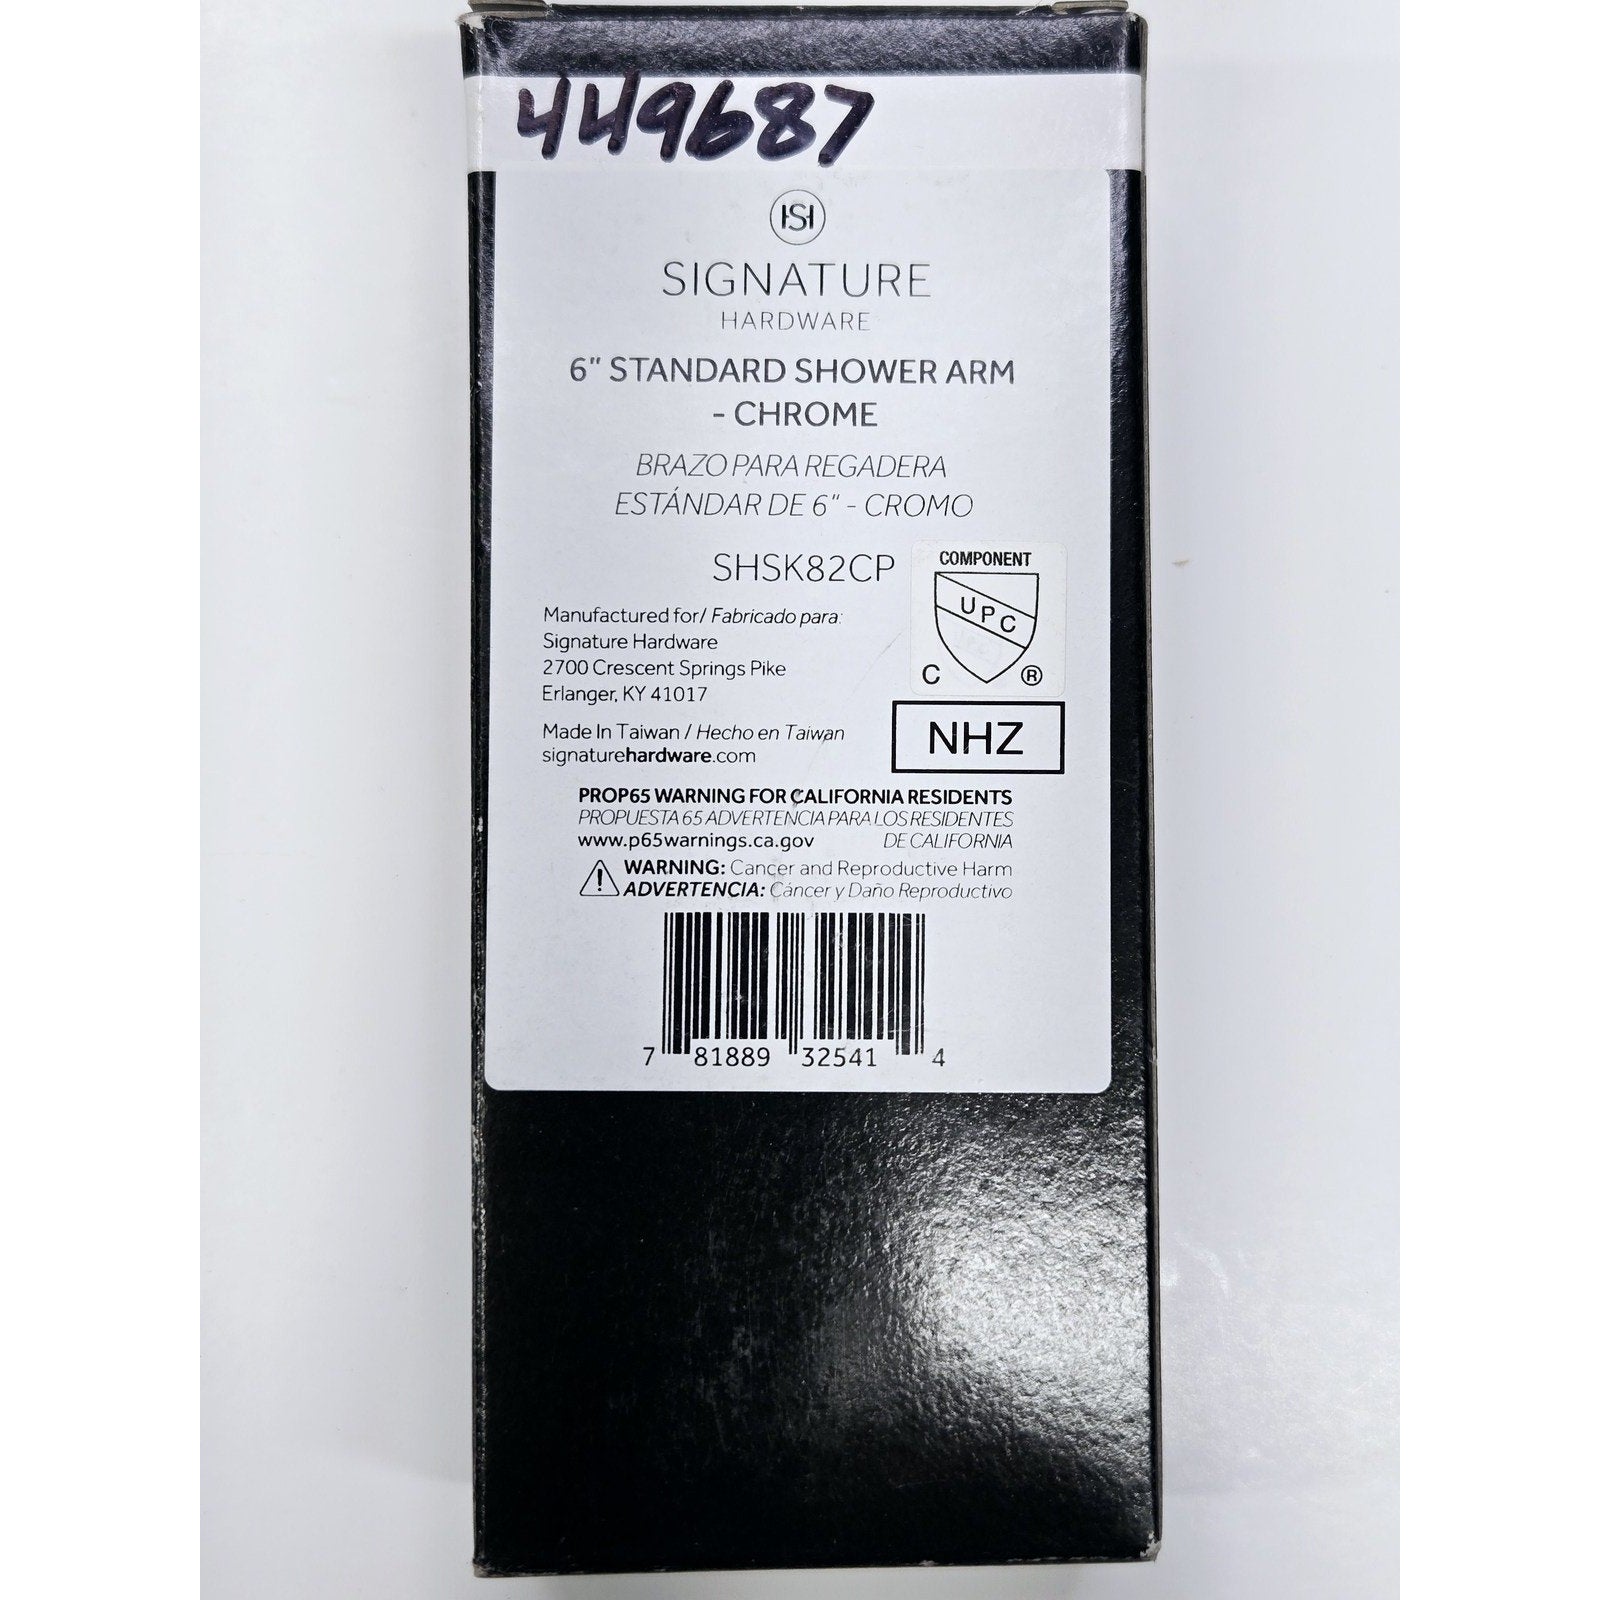 449687
SH
SIGNATURE
HARDWARE
6" STANDARD SHOWER ARM
- CHROME
BRAZO PARA REGADERA
ESTÁNDAR DE 6" - CROMO
SHSK82CP
COMPONENT
UPC
C ®
Manufactured for/ Fabricado para:
Signature Hardware
2700 Crescent Springs Pike
Erlanger, KY 41017
Made In Taiwan / Hecho en Taiwan
signaturehardware.com
NHZ
PROP65 WARNING FOR CALIFORNIA RESIDENTS
PROPUESTA 65 ADVERTENCIA PARA LOS RESIDENTES
www.p65warnings.ca.gov DE CALIFORNIA
WARNING: Cancer and Reproductive Harm
ADVERTENCIA: Cáncer y Daño Reproductivo
7 81889 32541 4